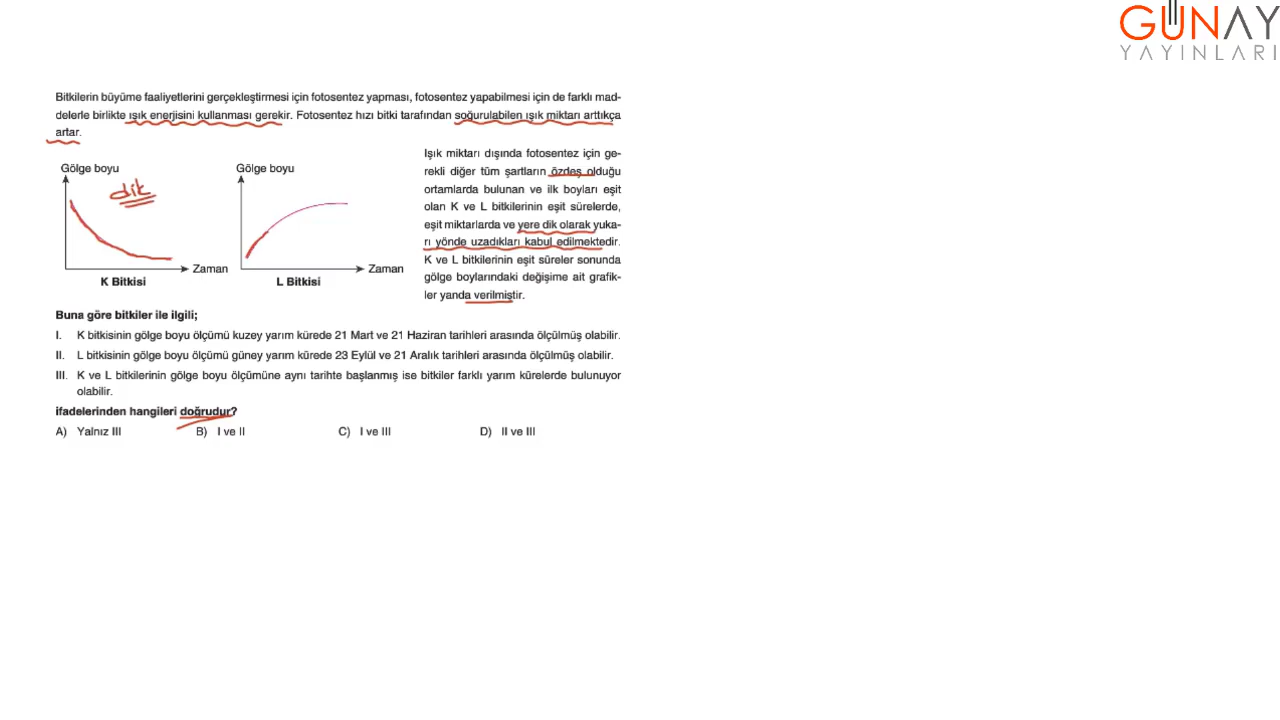 GÜNAY
YAYINLARI
Bitkilerin büyüme faaliyetlerini gerçekleştirmesi için fotosentez yapması, fotosentez yapabilmesi için de farklı mad-
delerle birlikte ışık enerjisini kullanması gerekir. Fotosentez hızı bitki tarafından soğurulabilen ışık miktarı arttıkça
artar.
Gölge boyu
dik
Zaman
K Bitkisi
Gölge boyu
Zaman
L Bitkisi
Işık miktarı dışında fotosentez için ge-
rekli diğer tüm şartların özdeş olduğu
ortamlarda bulunan ve ilk boyları eşit
olan K ve L bitkilerinin eşit sürelerde,
eşit miktarlarda ve yere dik olarak yuka-
rı yönde uzadıkları kabul edilmektedir.
K ve L bitkilerinin eşit süreler sonunda
gölge boylarındaki değişime ait grafik-
ler yanda verilmiştir.
Buna göre bitkiler ile ilgili;
I. K bitkisinin gölge boyu ölçümü kuzey yarım kürede 21 Mart ve 21 Haziran tarihleri arasında ölçülmüş olabilir.
II. L bitkisinin gölge boyu ölçümü güney yarım kürede 23 Eylül ve 21 Aralık tarihleri arasında ölçülmüş olabilir.
III. K ve L bitkilerinin gölge boyu ölçümüne aynı tarihte başlanmış ise bitkiler farklı yarım kürelerde bulunuyor
olabilir.
ifadelerinden hangileri doğrudur?
A) Yalnız III B) I ve II C) I ve III D) II ve III